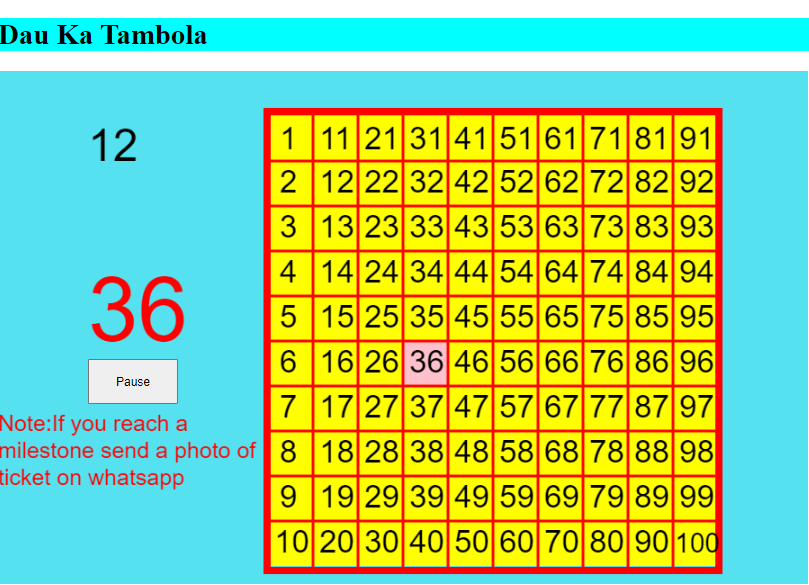 Dau Ka Tambola
12
36
Pause
Note:If you reach a
milestone send a photo of
ticket on whatsapp
1 11 21 31 41 51 61 71 81 91
2 12 22 32 42 52 62 72 82 92
3 13 23 33 43 53 63 73 83 93
4 14 24 34 44 54 64 74 84 94
5 15 25 35 45 55 65 75 85 95
6 16 26 36 46 56 66 76 86 96
7 17 27 37 47 57 67 77 87 97
8 18 28 38 48 58 68 78 88 98
9 19 29 39 49 59 69 79 89 99
10 20 30 40 50 60 70 80 90 100